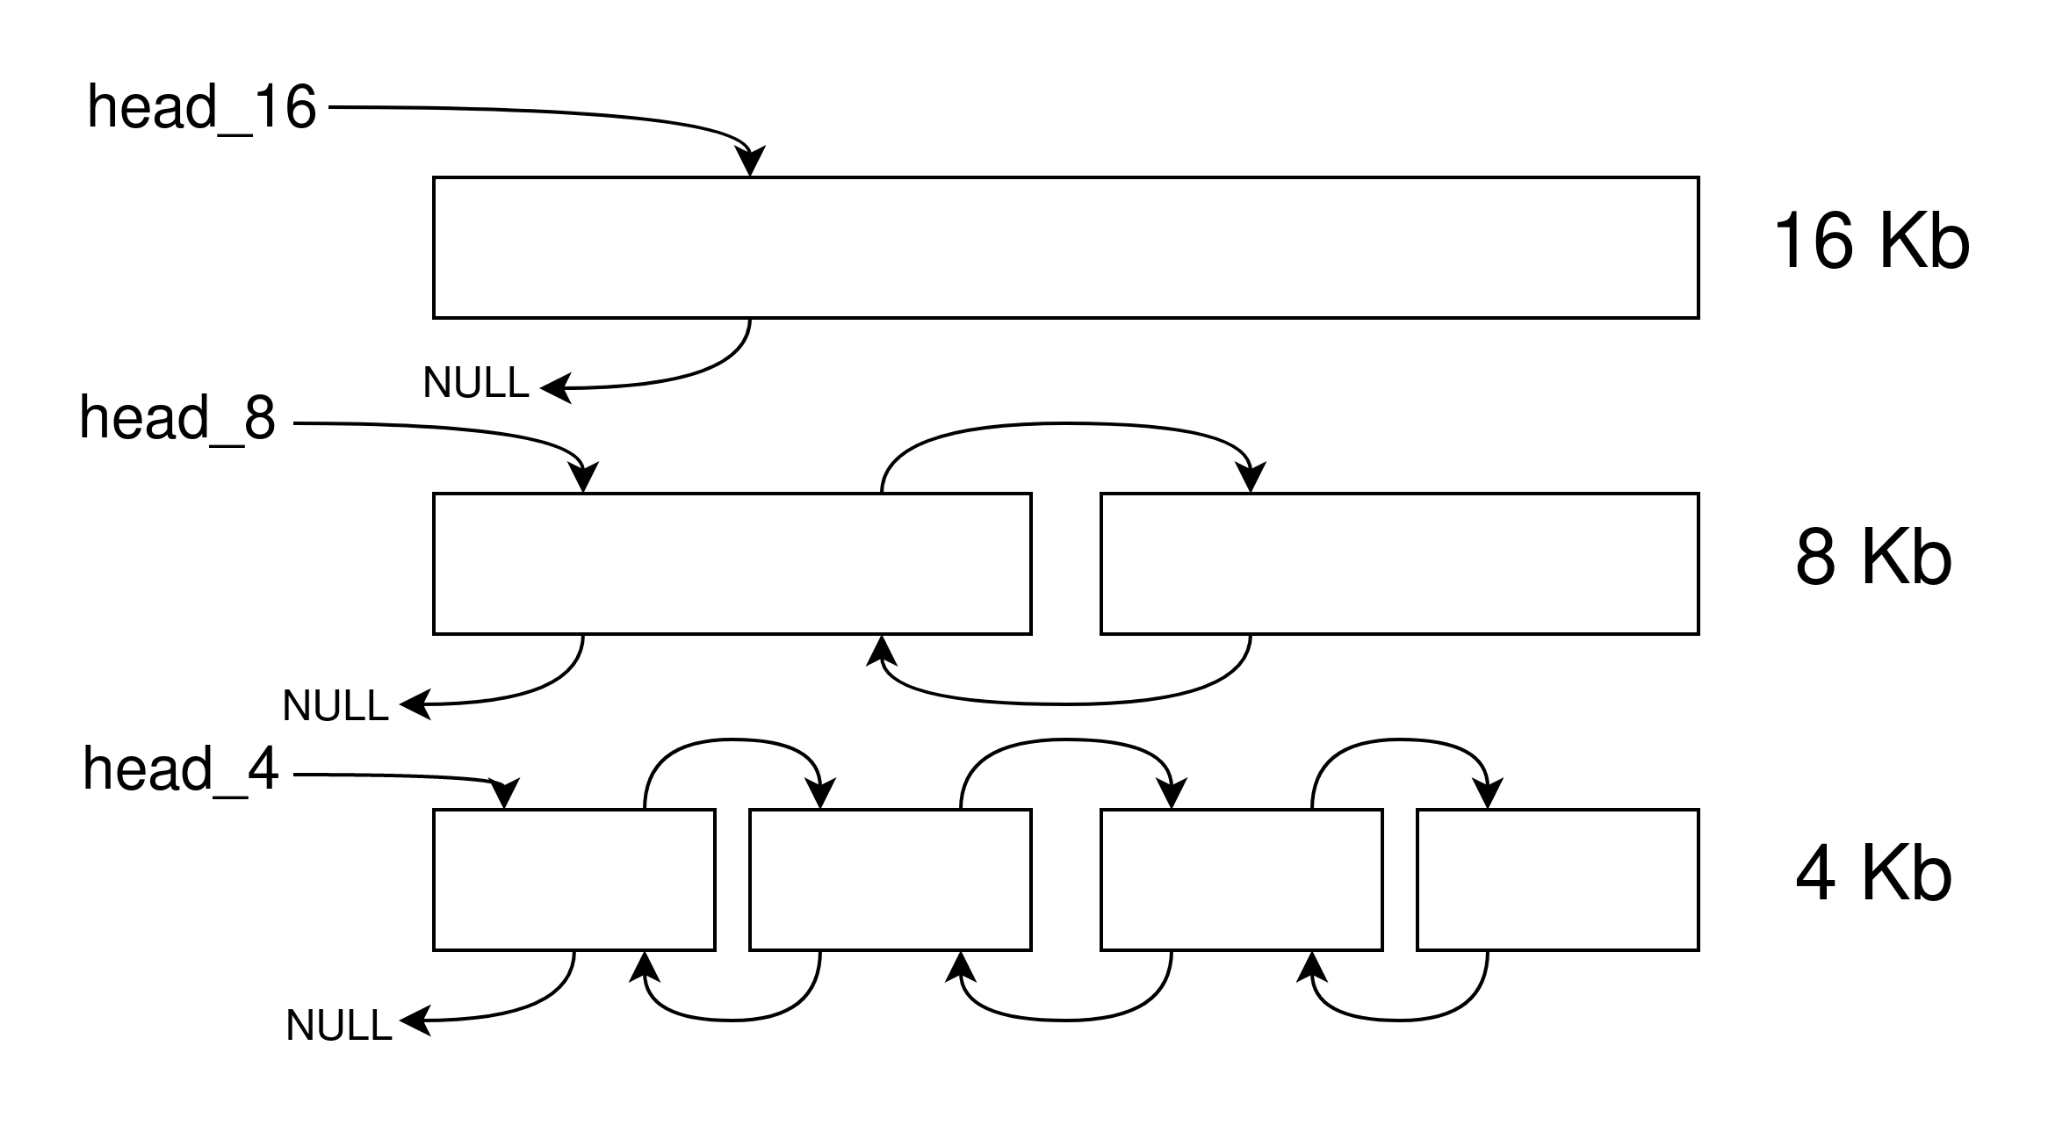 head_16
16 Kb
NULL
head_8
8 Kb
NULL
head_4
4 Kb
NULL